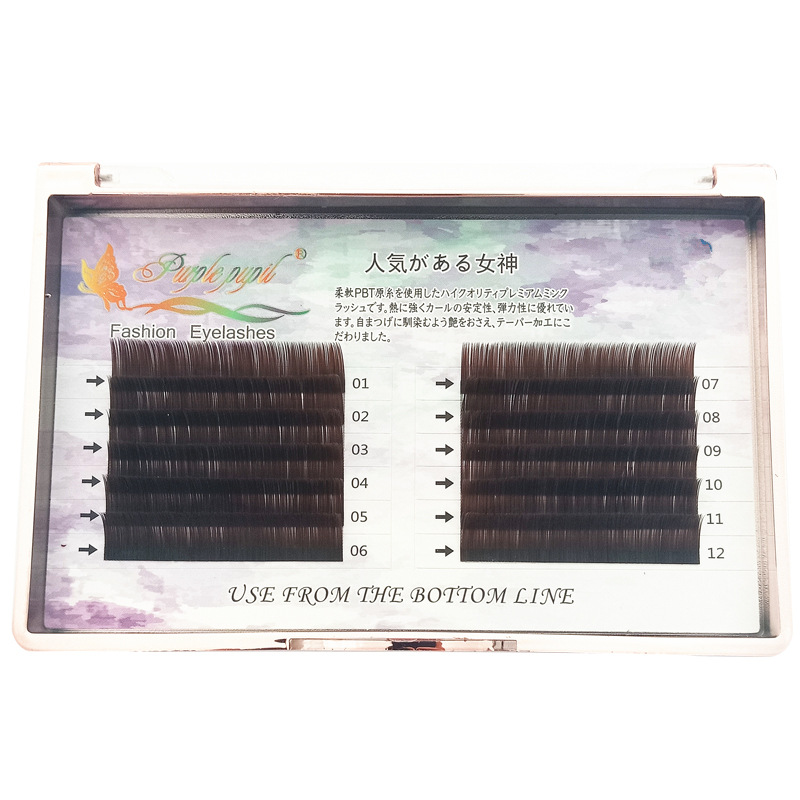 Purple pupil ®
Fashion Eyelashes
人気がある女神
柔軟PBT原糸を使用したハイクオリティプレミアムミンク
ラッシュです。熱に強くカールの安定性、弾力性に優れてい
ます。自まつげに馴染むよう艶をおさえ、テーパー加工にこ
だわりました。
01
02
03
04
05
06
07
08
09
10
11
12
USE FROM THE BOTTOM LINE